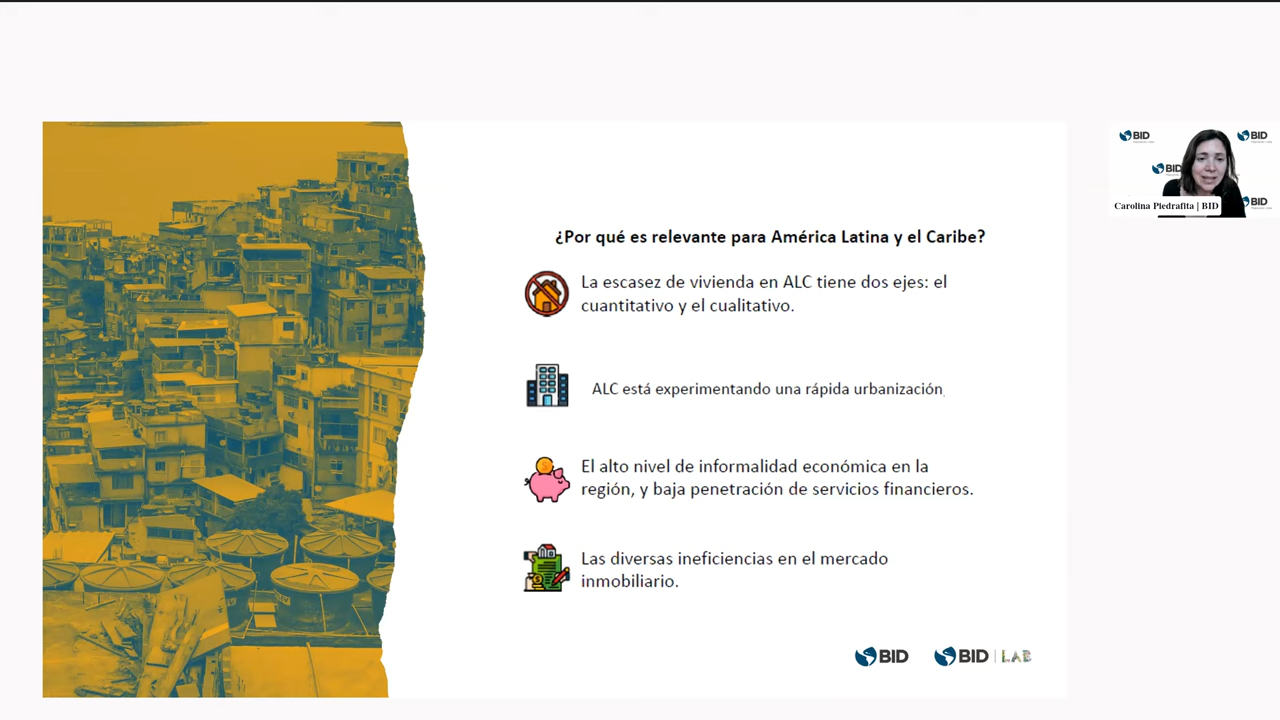 ¿Por qué es relevante para América Latina y el Caribe?
La escasez de vivienda en ALC tiene dos ejes: el
cuantitativo y el cualitativo.
ALC está experimentando una rápida urbanización
El alto nivel de informalidad económica en la
región, y baja penetración de servicios financieros.
Las diversas ineficiencias en el mercado
inmobiliario.
BID
BID | LAB
BID
BID
BID
BID
Carolina Piedrafita | BID